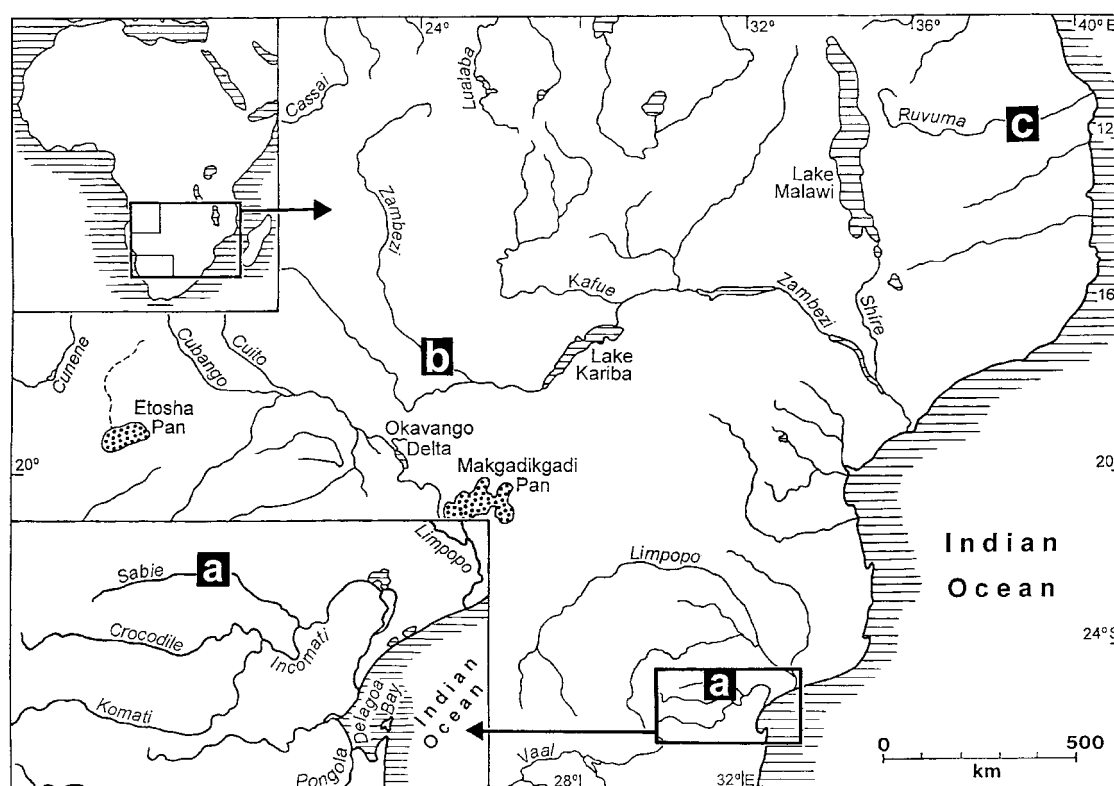 24°
32°
36°
40° E
Cassai
Lualaba
Ruvuma
c
12
Lake
Malawi
Zambezi
Kafue
Zambezi
Shire
16
Cunene
Cubango
Cuito
b
Lake
Kariba
Etosha
Pan
Okavango
Delta
Makgadikgadi
Pan
20°
20
Limpopo
Indian
Ocean
Sabie
a
Limpopo
Crocodile
Incomati
24°S
Komati
Delagoa
Bay
Indian
Ocean
a
Pongola
Vaal
28°
32°E
0 500
km